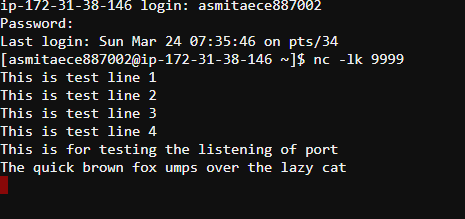 ip-172-31-38-146 login: asmitaece887002
Password:
Last login: Sun Mar 24 07:35:46 on pts/34
[asmitaece887002@ip-172-31-38-146 ~]$ nc -lk 9999
This is test line 1
This is test line 2
This is test line 3
This is test line 4
This is for testing the listening of port
The quick brown fox umps over the lazy cat